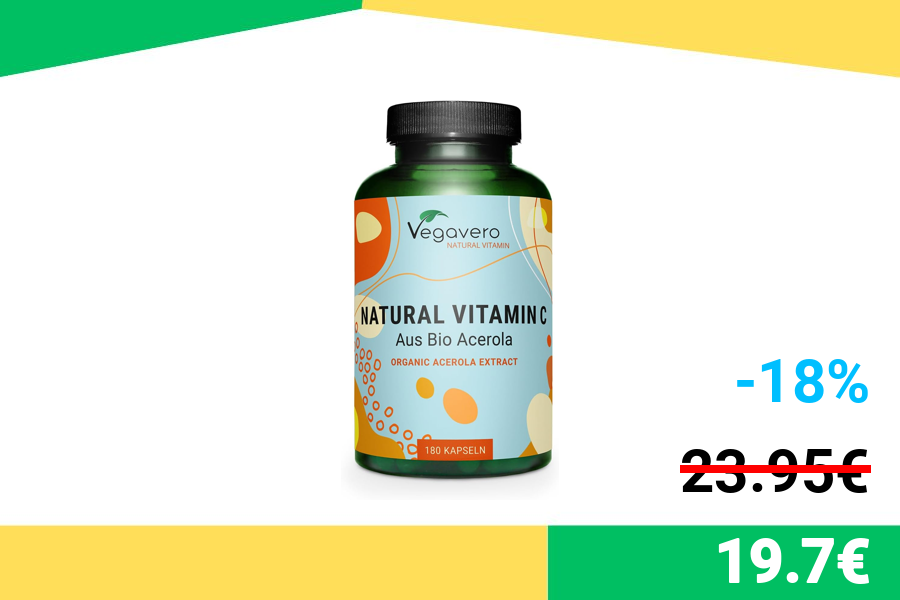 Vegavero
NATURAL VITAMIN
NATURAL VITAMIN C
Aus Bio Acerola
ORGANIC ACEROLA EXTRACT
180 KAPSELN
-18%
23.95€
19.7€